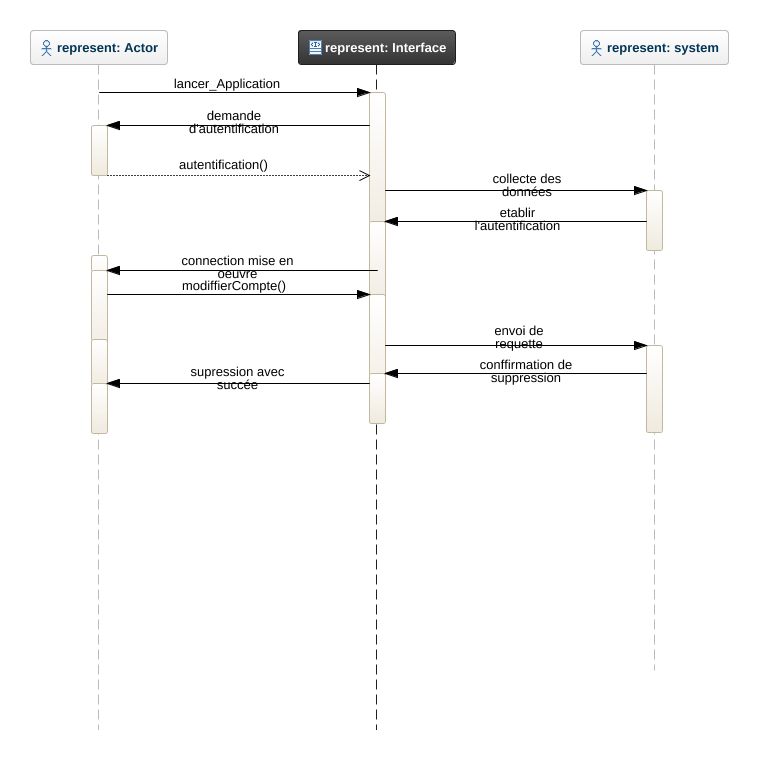 represent: Actor
represent: Interface
represent: system
lancer_Application
demande
d'autentification
autentification()
collecte des
données
etablir
l'autentification
connection mise en
oeuvre
modiffierCompte()
envoi de
requette
conffirmation de
suppression
supression avec
succée